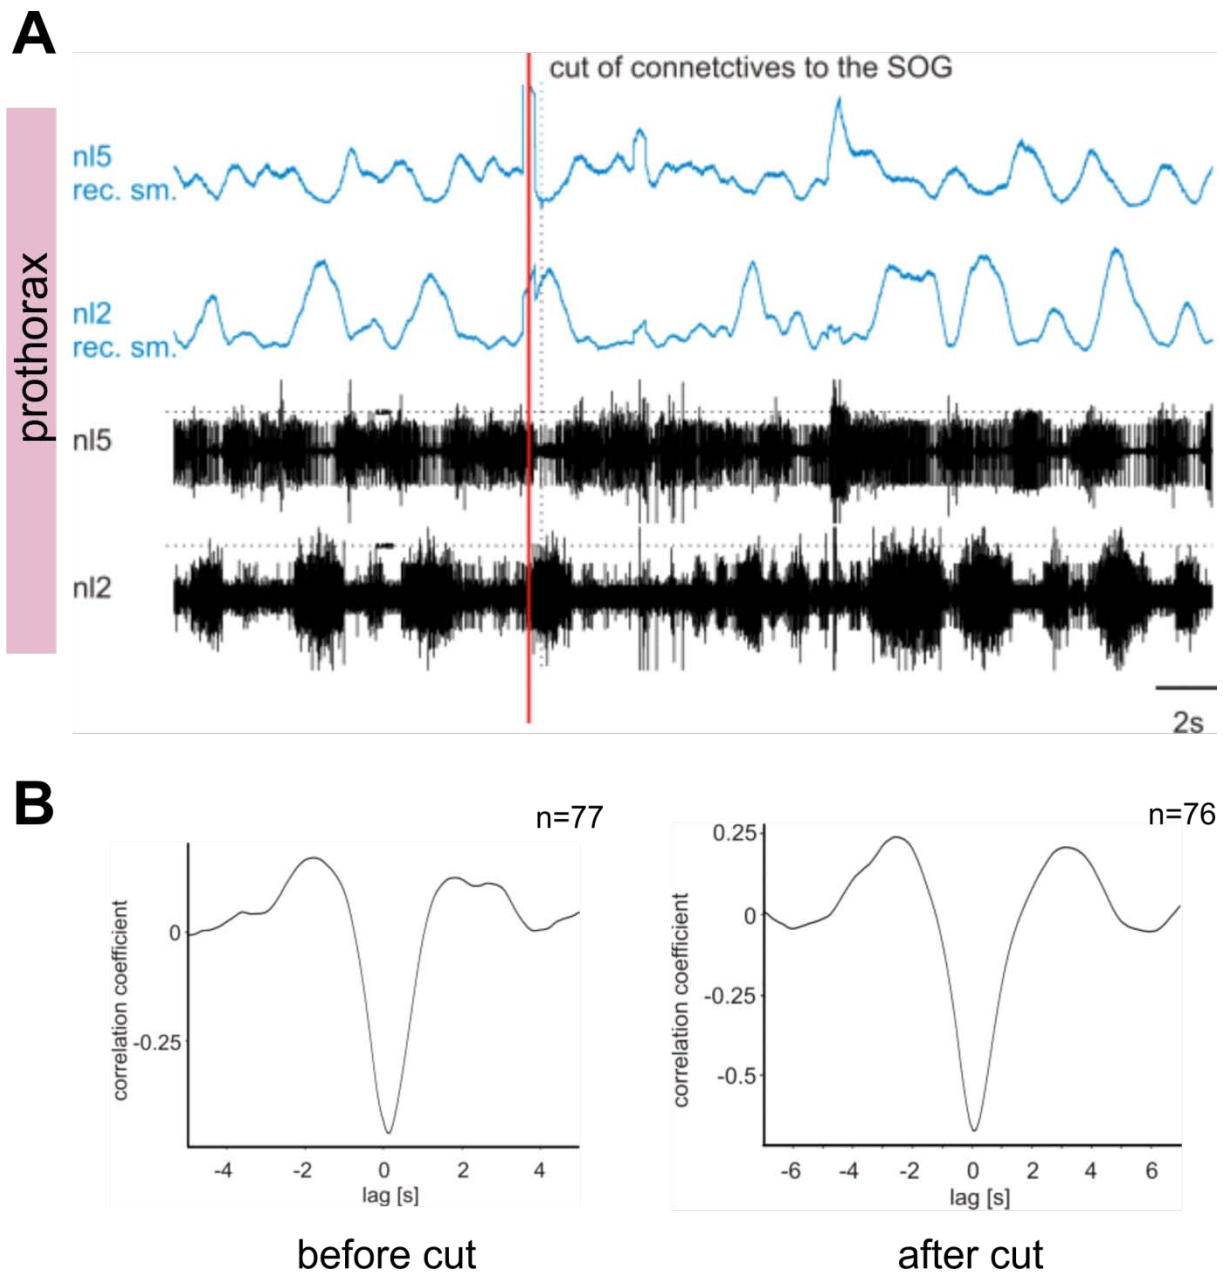 A
cut of connetctives to the SOG
prothorax
nl5
rec. sm.
nl2
rec. sm.
nl5
nl2
2s
B
n=77
correlation coefficient
0
-0.25
-4 -2 0 2 4
lag [s]
before cut
n=76
correlation coefficient
0.25
0
-0.25
-0.5
-6 -4 -2 0 2 4 6
lag [s]
after cut